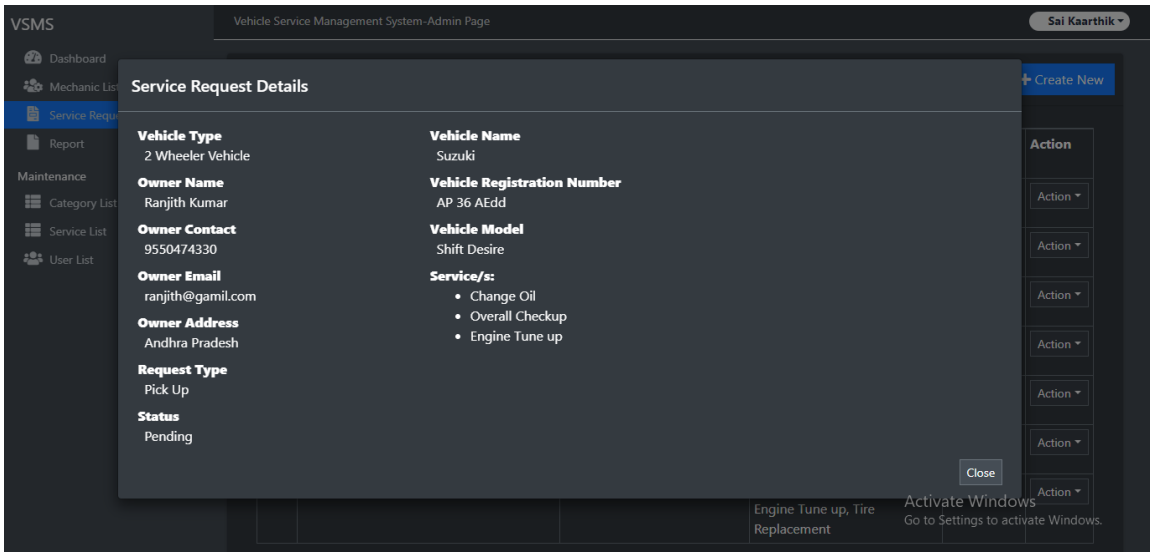 VSMS
Vehicle Service Management System-Admin Page
Sai Kaarthik
Dashboard
Mechanic List
Service Requ
Report
Maintenance
Category List
Service List
User List
+ Create New
Service Request Details
Vehicle Type
2 Wheeler Vehicle
Owner Name
Ranjith Kumar
Owner Contact
9550474330
Owner Email
ranjith@gamil.com
Owner Address
Andhra Pradesh
Request Type
Pick Up
Status
Pending
Vehicle Name
Suzuki
Vehicle Registration Number
AP 36 AEdd
Vehicle Model
Shift Desire
Service/s:
• Change Oil
• Overall Checkup
• Engine Tune up
Close
Action
Action
Action
Action
Action
Action
Action
Action
Engine Tune up, Tire
Replacement
Activate Windows
Go to Settings to activate Windows.